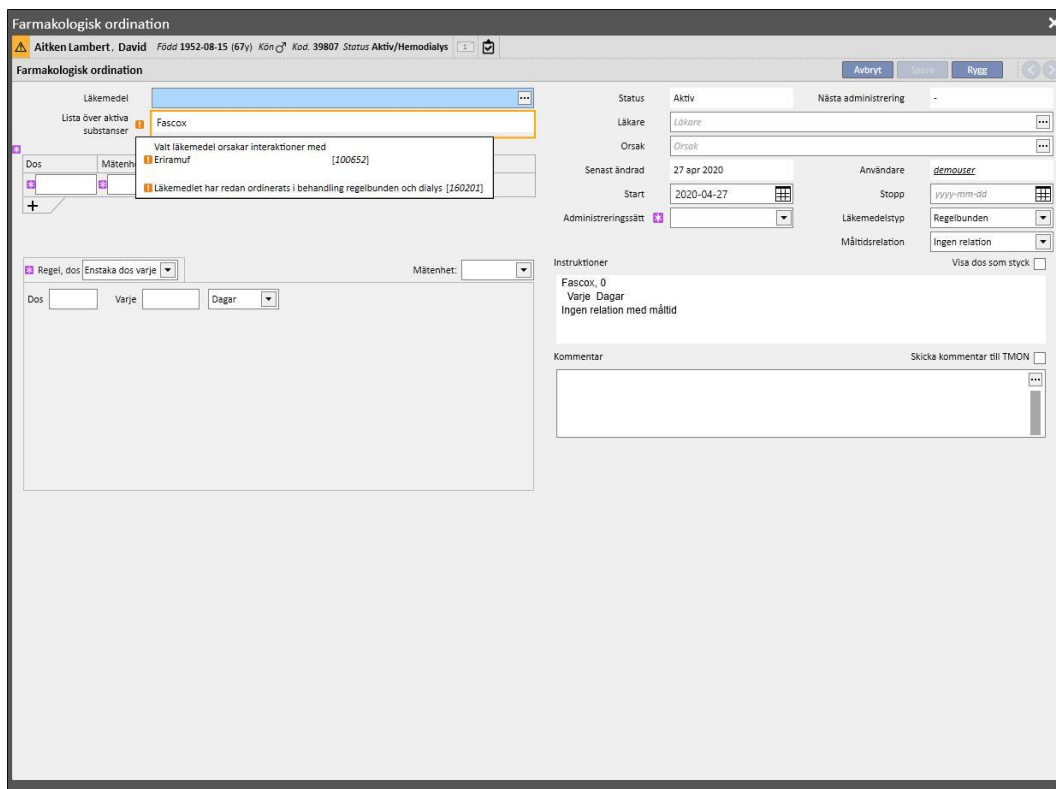 Farmakologisk ordination
Aitken Lambert, David Född 1952-08-15 (67y) Kön Kod. 39807 Status Aktiv/Hemodialys 1
Farmakologisk ordination
Avbryt Spara Rygg
Läkemedel
Lista över aktiva substanser
Fascox
Valt läkemedel orsakar interaktioner med
Eriramuf [100652]
Läkemedlet har redan ordinerats i behandling regelbunden och dialys [160201]
Dos Mätenh
+
Status Aktiv Nästa administrering -
Läkare Läkare
Orsak Orsak
Senast ändrad 27 apr 2020 Användare demouser
Start 2020-04-27 Stopp yyyy-mm-dd
Administreringssätt Läkemedelstyp Regelbunden
Måltidsrelation Ingen relation
Regel, dos Enstaka dos varje Mätenhet:
Dos Varje Dagar
Instruktioner Visa dos som styck
Fascox, 0
Varje Dagar
Ingen relation med måltid
Kommentar Skicka kommentar till TMON